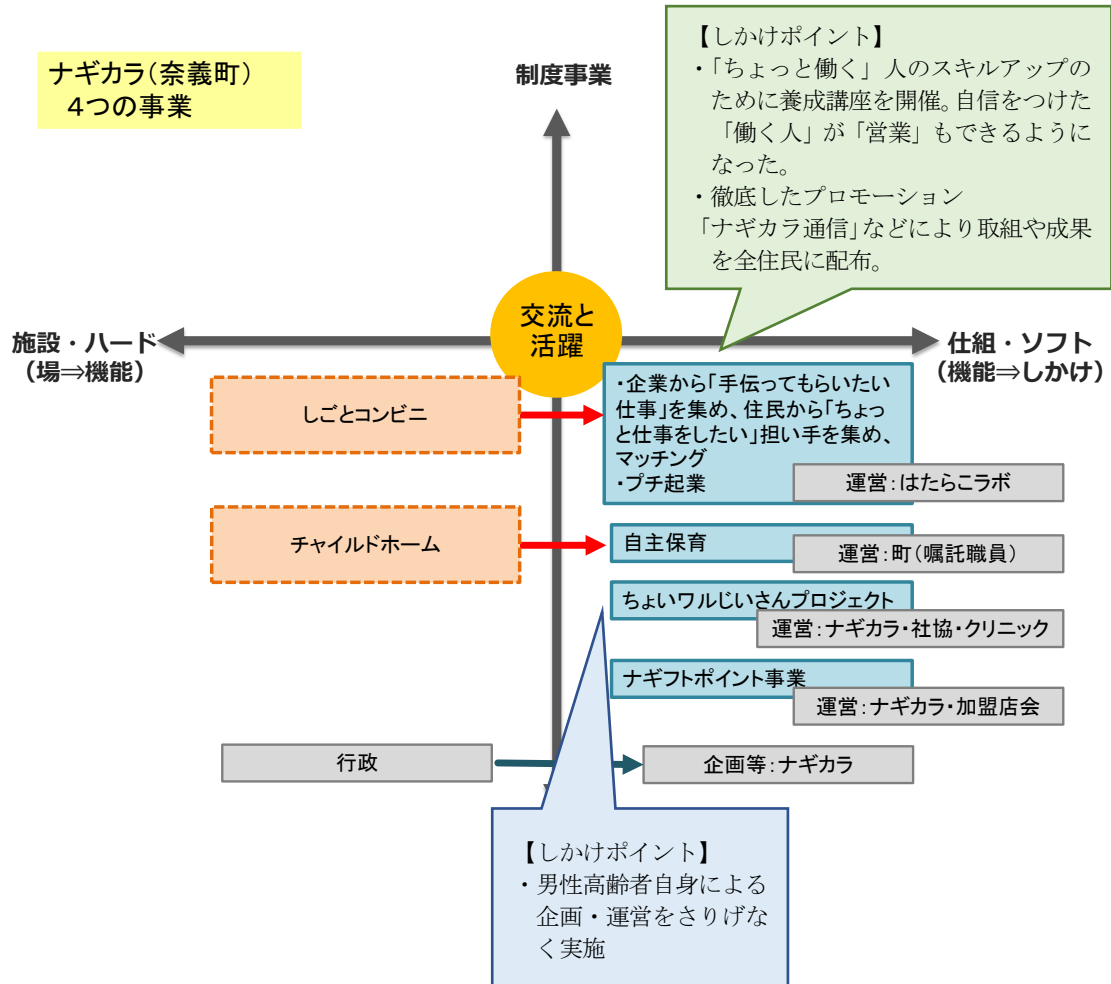 ナギカラ（奈義町）
４つの事業
制度事業
【しかけポイント】
・「ちょっと働く」人のスキルアップの
ために養成講座を開催。自信をつけた
「働く人」が「営業」もできるように
なった。
・徹底したプロモーション
「ナギカラ通信」などにより取組や成果
を全住民に配布。
交流と
活躍
施設・ハード
（場⇒機能）
仕組・ソフト
（機能⇒しかけ）
しごとコンビニ
・企業から「手伝ってもらいたい
仕事」を集め、住民から「ちょっ
と仕事をしたい」担い手を集め、
マッチング
・プチ起業
運営：はたらこラボ
チャイルドホーム
自主保育
運営：町（嘱託職員）
ちょいワルじいさんプロジェクト
運営：ナギカラ・社協・クリニック
ナギフトポイント事業
運営：ナギカラ・加盟店会
行政
企画等：ナギカラ
【しかけポイント】
・男性高齢者自身による
企画・運営をさりげな
く実施